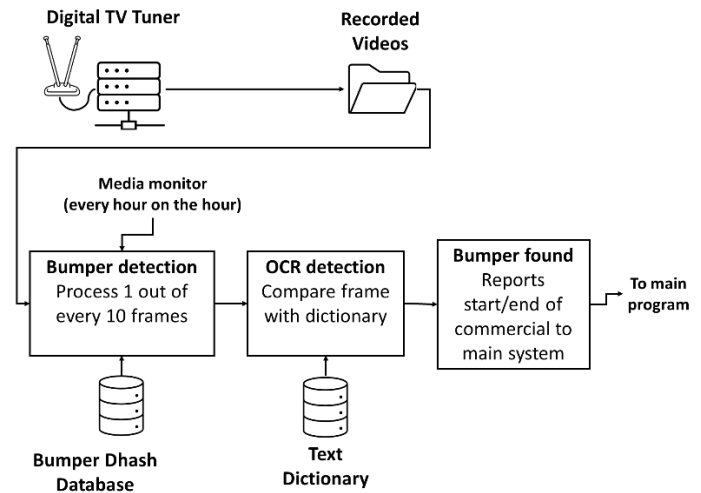 Digital TV Tuner
Recorded
Videos
Media monitor
(every hour on the hour)
Bumper detection
Process 1 out of
every 10 frames
OCR detection
Compare frame
with dictionary
Bumper found
Reports
start/end of
commercial to
main system
To main
program
Bumper Dhash
Database
Text
Dictionary